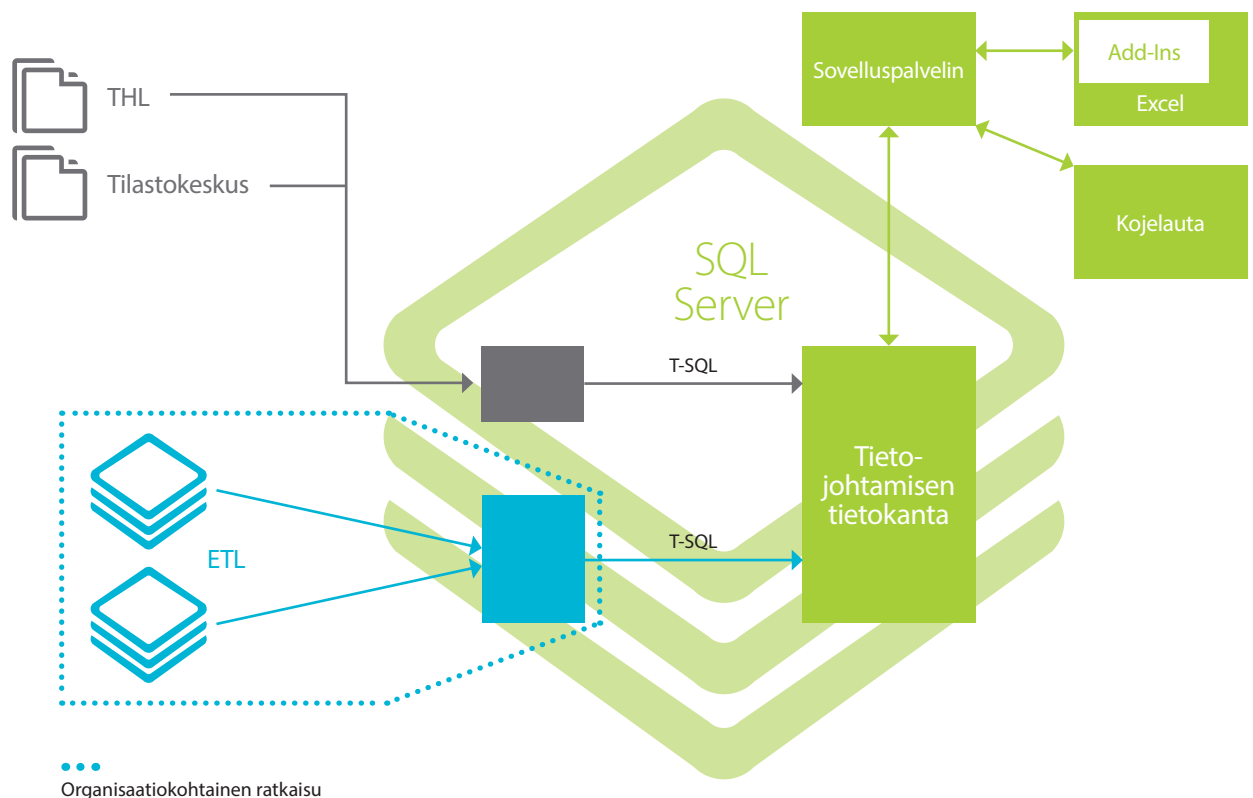 THL
Tilastokeskus
Sovelluspalvelin
Add-Ins
Excel
Kojelauta
SQL
Server
T-SQL
Tieto-
johtamisen
tietokanta
ETL
T-SQL
Organisaatiokohtainen ratkaisu